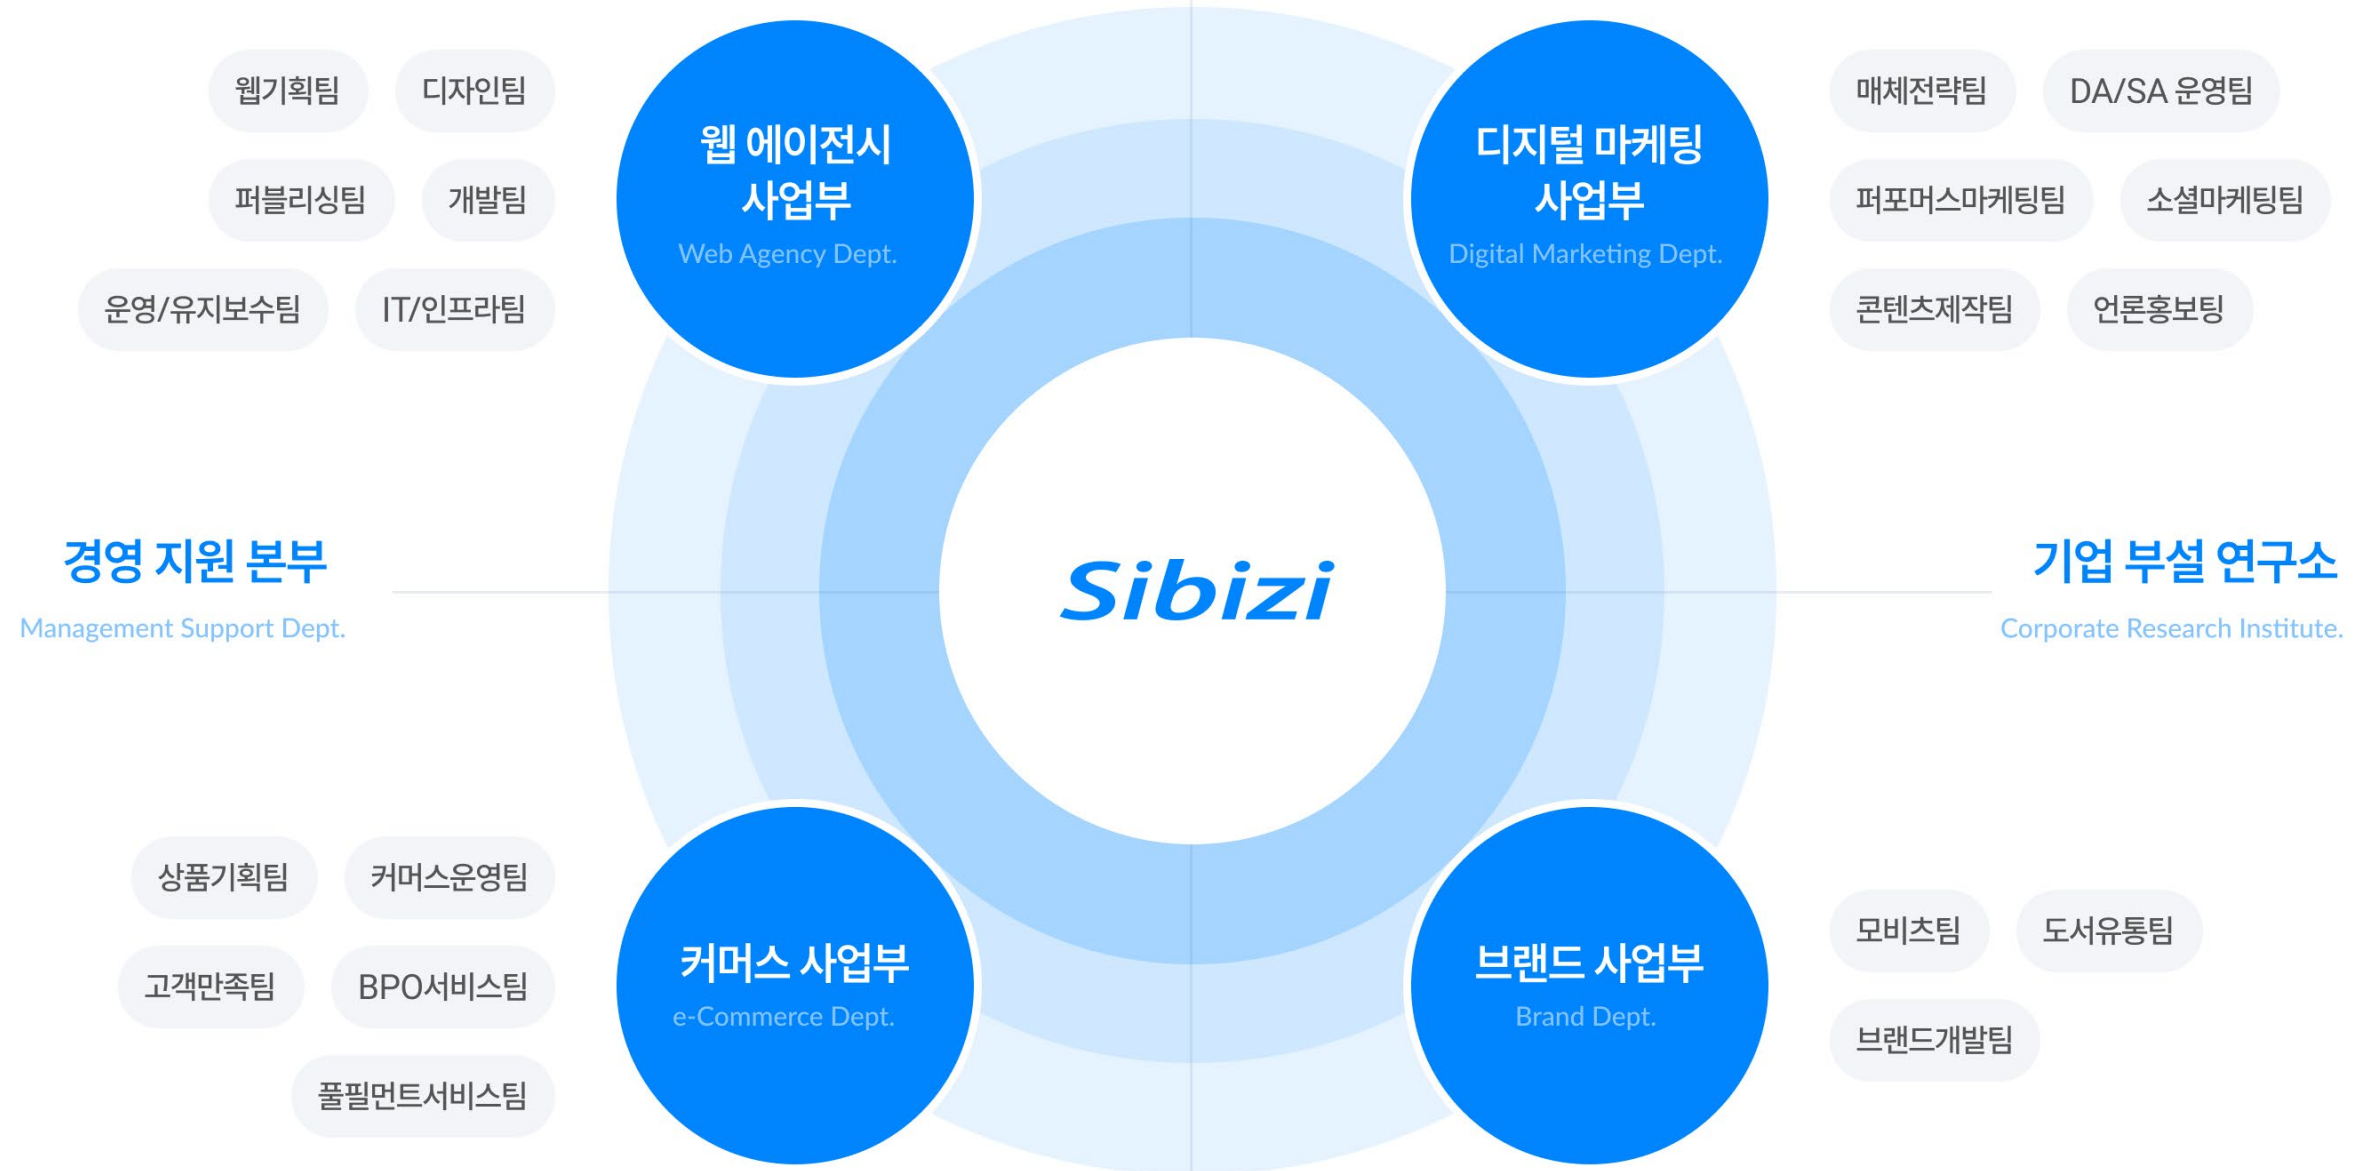 웹기획팀
디자인팀
퍼블리싱팀
개발팀
운영/유지보수팀
IT/인프라팀
웹 에이전시
사업부
Web Agency Dept.
디지털 마케팅
사업부
Digital Marketing Dept.
매체전략팀
DA/SA 운영팀
퍼포머스마케팅팀
소셜마케팅팀
콘텐츠제작팀
언론홍보팅
경영 지원 본부
Management Support Dept.
Sibizi
기업 부설 연구소
Corporate Research Institute.
상품기획팀
커머스운영팀
고객만족팀
BPO서비스팀
풀필먼트서비스팀
커머스 사업부
e-Commerce Dept.
브랜드 사업부
Brand Dept.
모비츠팀
도서유통팀
브랜드개발팀